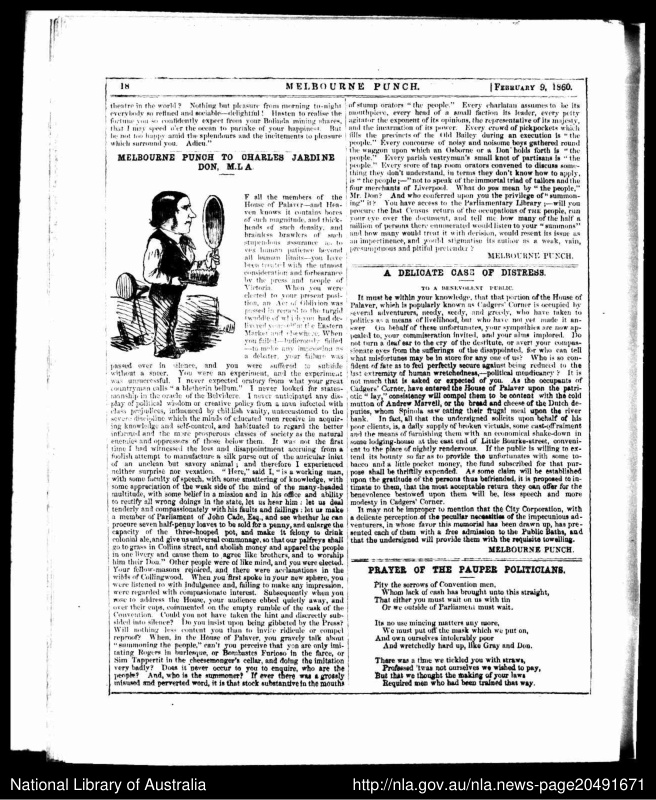 18
MELBOURNE PUNCH.
[FEBRUARY 9, 1860.
theatre in the world? Nothing but pleasure from morning to-night
everybody so refined and sociable—delightful! Hasten to realise the
fortune you so confidently expect from your Bolinda mining shares,
that I may speed o'er the ocean to partake of your happiness. But
be not too happy amid the splendours and the incitements to pleasure
which surround you. Adieu."
MELBOURNE PUNCH TO CHARLES JARDINE
DON, M.L.A.
F all the members of the
House of Palaver—and Hea-
ven knows it contains bores
of such magnitude, and thick-
heads of such density, and
brainless brawlers of such
stupendous assurance as to
vex human patience beyond
all human limits—you have
been treated with the utmost
consideration and forbearance
by the press and people of
Victoria. When you were
elected to your present posi-
tion, an Act of Oblivion was
passed in regard to the turgid
twaddle of which you had de-
livered yourself at the Eastern
Market and elsewhere. When
you failed—ludicrously failed
—to make any impression as
a debater, your failure was
passed over in silence, and you were suffered to subside
without a sneer. You were an experiment, and the experiment
was unsuccessful. I never expected oratory from what your great
countryman calls "a bletherin bellum." I never looked for states-
manship in the oracle of the Belvidere. I never anticipated any dis-
play of political wisdom or creative policy from a man infected with
class prejudices, influenced by childish vanity, unaccustomed to the
severe discipline which the minds of educated men receive in acquir-
ing knowledge and self-control, and habituated to regard the better
informed and the more prosperous classes of society as the natural
enemies and oppressors of those below them. It was not the first
time I had witnessed the loss and disappointment accruing from a
foolish attempt to manufacture a silk purse out of the auricular inlet
of an unclean but savory animal; and therefore I experienced
neither surprise nor vexation. "Here," said I, "is a working man,
with some faculty of speech, with some smattering of knowledge, with
some appreciation of the weak side of the mind of the many-headed
multitude, with some belief in a mission and in his office and ability
to rectify all wrong doings in the state, let us hear him: let us deal
tenderly and compassionately with his faults and failings: let us make
a member of Parliament of John Cade, Esq., and see whether he can
procure seven half-penny loaves to be sold for a penny, and enlarge the
capacity of the three-hooped pot, and make it felony to drink
colonial ale, and give us universal commonage, so that our palfreys shall
go to grass in Collins street, and abolish money and apparel the people
in one livery and cause them to agree like brothers, and to worship
him their Don." Other people were of like mind, and you were elected.
Your fellow-masons rejoiced, and there were acclamations in the
wilds of Collingwood. When you first spoke in your new sphere, you
were listened to with indulgence and, failing to make any impression,
were regarded with compassionate interest. Subsequently when you
rose to address the House, your audience ebbed quietly away, and
over their cups, commented on the empty rumble of the cask of the
Convention. Could you not have taken the hint and discreetly sub-
sided into silence? Do you insist upon being gibbeted by the Press?
Will nothing less content you than to invite ridicule or compel
reproof? When, in the House of Palaver, you gravely talk about
"summoning the people," can't you perceive that you are only imi-
tating Rogers in burlesque, or Bombastes Furioso in the farce, or
Sim Tappertit in the cheesemonger's cellar, and doing the imitation
very badly? Does it never occur to you to enquire, who are the
people? And, who is the summoner? If ever there was a grossly
misused and perverted word, it is that stock substantive in the mouths
of stump orators "the people." Every charlatan assumes to be its
mouthpiece, every head of a small faction its leader, every petty
agitator the exponent of its opinions, the representative of its majesty,
and the incarnation of its power. Every crowd of pickpockets which
fills the precincts of the Old Bailey during an execution is "the
people." Every concourse of noisy and noisome boys gathered round
the waggon upon which an Osborne or a Don holds forth is "the
people." Every parish vestryman's small knot of partisans is "the
people." Every score of tap room orators convened to discuss some-
thing they don't understand, in terms they don't know how to apply,
is "the people;—" not to speak of the immortal triad of tailors and the
four merchants of Liverpool. What do you mean by "the people,"
Mr. Don? And who conferred upon you the privilege of "summon-
ing" it? You have access to the Parliamentary Library;—will you
procure the last Census return of the occupations of THE people, run
your eye over the document, and tell me how many of the half a
million of persons there enumerated would listen to your "summons"
and how many would treat it with decision, would resent its issue as
an impertinence, and would stigmatise its author as a weak, vain,
presumptuous and pitiful pretender?
MELBOURNE PUNCH.
A DELICATE CASE OF DISTRESS.
TO A BENEVOLENT PUBLIC.
It must be within your knowledge, that that portion of the House of
Palaver, which is popularly known as Cadgers' Corner is occupied by
several adventurers, needy, seedy, and greedy, who have taken to
politics as a means of livelihood, but who have not yet made it an-
swer. On behalf of these unfortunates, your sympathies are now ap-
pealed to, your commiseration invited, and your alms implored. Do
not turn a deaf ear to the cry of the destitute, or avert your compas-
sionate eyes from the sufferings of the disappointed, for who can tell
what misfortunes may be in store for any one of us? Who is so con-
fident of fate as to feel perfectly secure against being reduced to the
last extremity of human wretchedness,—political mendicancy? It is
not much that is asked or expected of you. As the occupants of
Cadgers' Corner, have entered the House of Palaver upon the patri-
otic "lay," consistency will compel them to be content with the cold
mutton of Andrew Marvell, or the bread and cheese of the Dutch de-
puties, whom Spinola saw eating their frugal meal upon the river
bank. In fact, all that the undersigned solicits upon behalf of his
poor clients, is, a daily supply of broken victuals, some cast-off raiment
and the means of furnishing them with an economical shake-down in
some lodging-house at the east end of Little Bourke-street, conveni-
ent to the place of nightly rendezvous. If the public is willing to ex-
tend its bounty so far as to provide the unfortunates with some to-
bacco and a little pocket money, the fund subscribed for that pur-
pose shall be thriftily expended. As some claim will be established
upon the gratitude of the persons thus befriended, it is proposed to in-
timate to them, that the most acceptable return they can offer for the
benevolence bestowed upon them will be, less speech and more
modesty in Cadgers' Corner.
It may not be improper to mention that the City Corporation, with
a delicate perception of the peculiar necessities of the impecunious ad-
venturers, in whose favor this memorial has been drawn up, has pre-
sented each of them with a free admission to the Public Baths, and
that the undersigned will provide them with the requisite towelling.
MELBOURNE PUNCH.
PRAYER OF THE PAUPER POLITICIANS.
Pity the sorrows of Convention men,
Whom lack of cash has brought unto this straight,
That either you must wait on us with tin
Or we outside of Parliament must wait.
Its no use mincing matters any more,
We must put off the mask which we put on,
And own ourselves intolerably poor
And wretchedly hard up, like Gray and Don.
There was a time we tickled you with straws,
Professed 'twas not ourselves we wished to pay,
But that we thought the making of your laws
Required men who had been trained that way.
National Library of Australia
http://nla.gov.au/nla.news-page20491671